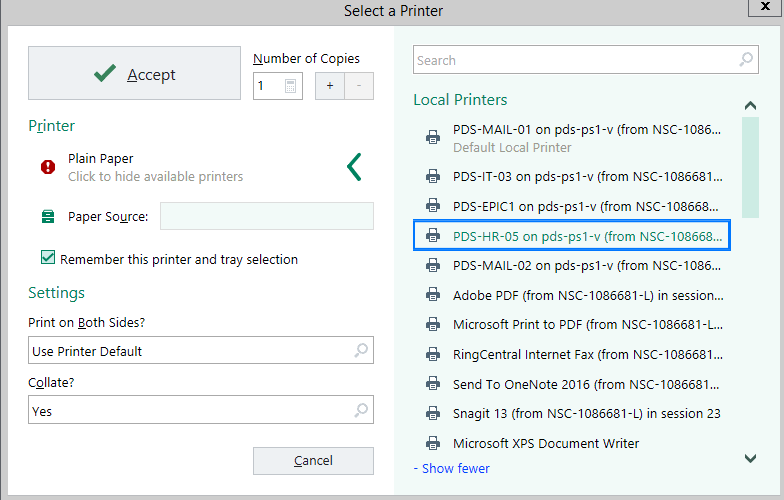 Select a Printer
x
Accept
Number of Copies
1
+
-
Printer
Plain Paper
Click to hide available printers
Paper Source:
Remember this printer and tray selection
Settings
Print on Both Sides?
Use Printer Default
Collate?
Yes
Cancel
Search
Local Printers
PDS-MAIL-01 on pds-ps1-v (from NSC-1086...
Default Local Printer
PDS-IT-03 on pds-ps1-v (from NSC-1086681...
PDS-EPIC1 on pds-ps1-v (from NSC-108668...
PDS-HR-05 on pds-ps1-v (from NSC-108668...
PDS-MAIL-02 on pds-ps1-v (from NSC-1086...
Adobe PDF (from NSC-1086681-L) in session...
Microsoft Print to PDF (from NSC-1086681-L...
RingCentral Internet Fax (from NSC-1086681...
Send To OneNote 2016 (from NSC-1086681...
Snagit 13 (from NSC-1086681-L) in session 23
Microsoft XPS Document Writer
- Show fewer